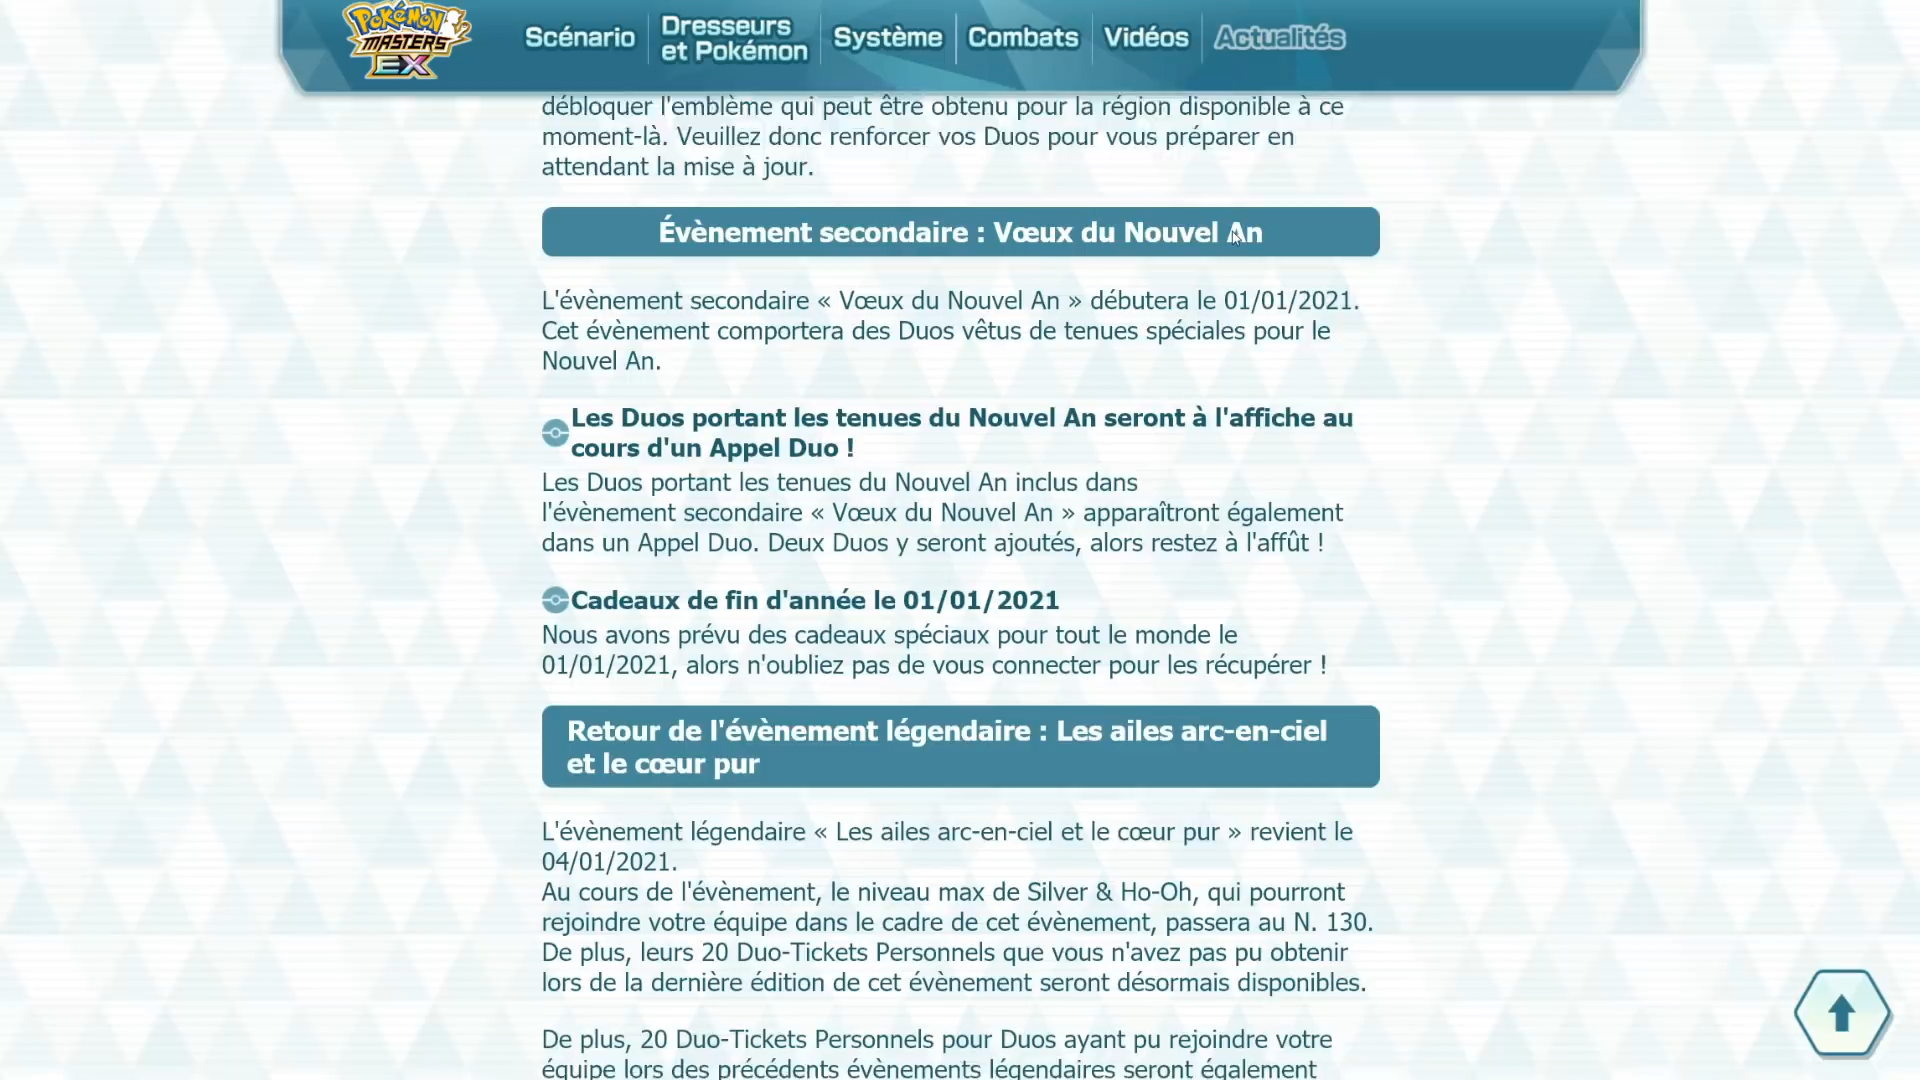 Pokémon
MASTERS
EX
Scénario
Dresseurs
et Pokémon
Système
Combats
Vidéos
Actualités
débloquer l'emblème qui peut être obtenu pour la région disponible à ce
moment-là. Veuillez donc renforcer vos Duos pour vous préparer en
attendant la mise à jour.
Évènement secondaire : Vœux du Nouvel An
L'évènement secondaire « Vœux du Nouvel An » débutera le 01/01/2021.
Cet évènement comportera des Duos vêtus de tenues spéciales pour le
Nouvel An.
Les Duos portant les tenues du Nouvel An seront à l'affiche au
cours d'un Appel Duo !
Les Duos portant les tenues du Nouvel An inclus dans
l'évènement secondaire « Vœux du Nouvel An » apparaîtront également
dans un Appel Duo. Deux Duos y seront ajoutés, alors restez à l'affût !
Cadeaux de fin d'année le 01/01/2021
Nous avons prévu des cadeaux spéciaux pour tout le monde le
01/01/2021, alors n'oubliez pas de vous connecter pour les récupérer !
Retour de l'évènement légendaire : Les ailes arc-en-ciel
et le cœur pur
L'évènement légendaire « Les ailes arc-en-ciel et le cœur pur » revient le
04/01/2021.
Au cours de l'évènement, le niveau max de Silver & Ho-Oh, qui pourront
rejoindre votre équipe dans le cadre de cet évènement, passera au N. 130.
De plus, leurs 20 Duo-Tickets Personnels que vous n'avez pas pu obtenir
lors de la dernière édition de cet évènement seront désormais disponibles.
De plus, 20 Duo-Tickets Personnels pour Duos ayant pu rejoindre votre
équipe lors des précédents évènements légendaires seront également